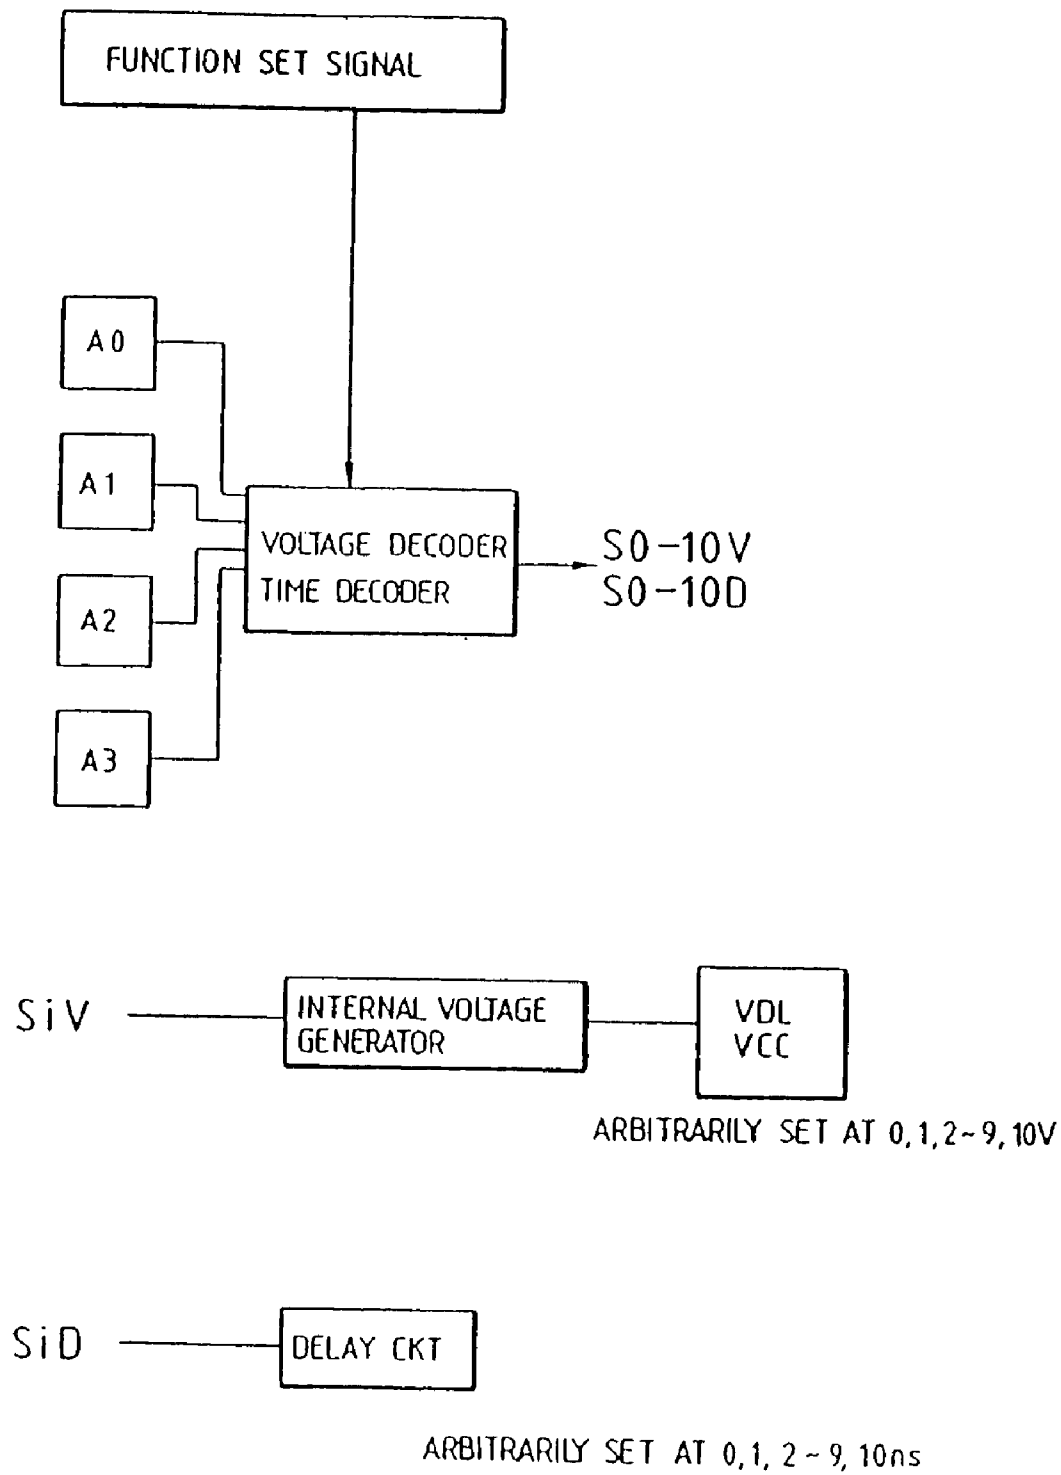 FUNCTION SET SIGNAL
A0
A1
A2
A3
VOLTAGE DECODER
TIME DECODER
S0-10V
S0-10D
SiV
INTERNAL VOLTAGE
GENERATOR
VDL
VCC
ARBITRARILY SET AT 0,1,2~9,10V
SiD
DELAY CKT
ARBITRARILY SET AT 0,1,2~9,10ns